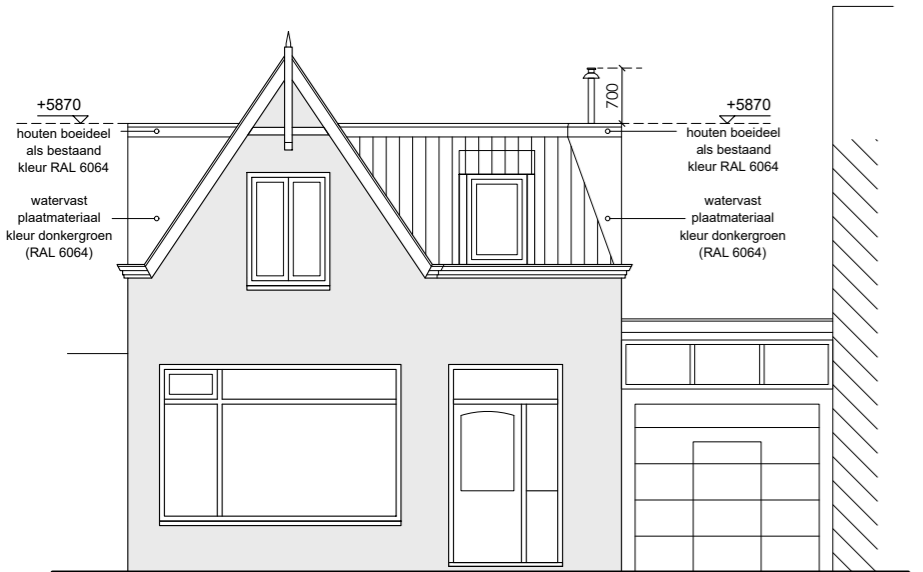 +5870
houten boeideel
als bestaand
kleur RAL 6064
watervast
plaatmateriaal
kleur donkergroen
(RAL 6064)
700
+5870
houten boeideel
als bestaand
kleur RAL 6064
watervast
plaatmateriaal
kleur donkergroen
(RAL 6064)